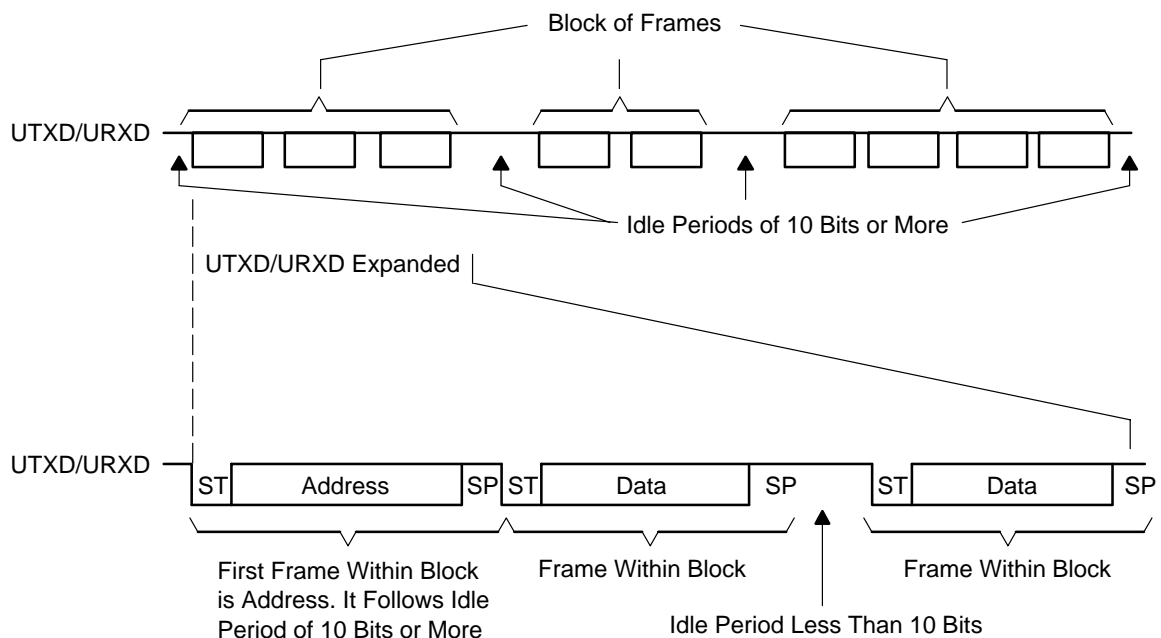 Block of Frames
UTXD/URXD
Idle Periods of 10 Bits or More
UTXD/URXD Expanded
UTXD/URXD
ST Address SP ST Data SP ST Data SP
First Frame Within Block
is Address. It Follows Idle
Period of 10 Bits or More
Frame Within Block
Frame Within Block
Idle Period Less Than 10 Bits